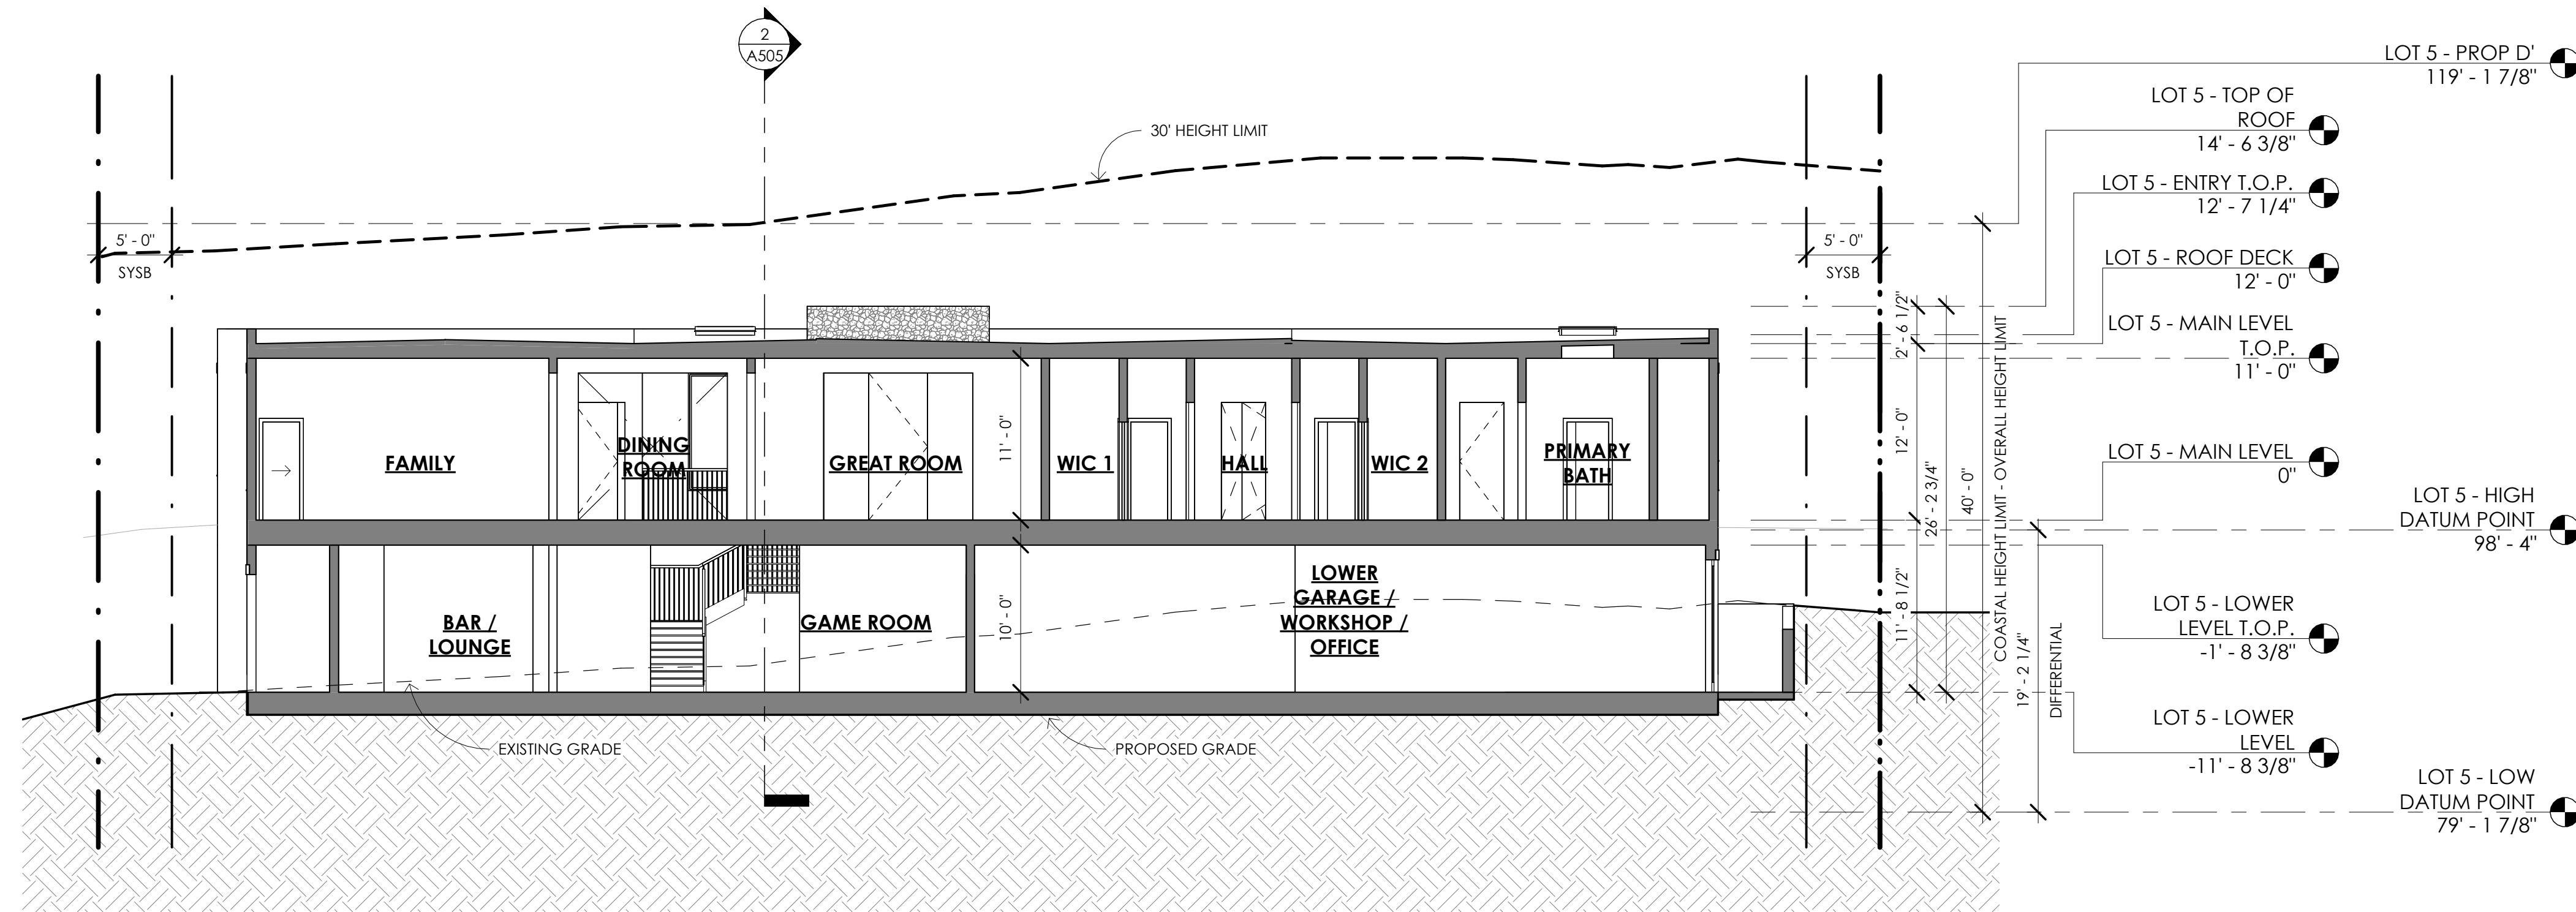 2
A505
LOT 5 - PROP D'
119' - 1 7/8"
LOT 5 - TOP OF
ROOF
14' - 6 3/8"
30' HEIGHT LIMIT
LOT 5 - ENTRY T.O.P.
12' - 7 1/4"
5' - 0"
SYSB
5' - 0"
SYSB
LOT 5 - ROOF DECK
12' - 0"
LOT 5 - MAIN LEVEL
T.O.P.
11' - 0"
2' - 6 1/2"
12' - 0"
11' - 8 1/2"
26' - 2 3/4"
40' - 0"
COASTAL HEIGHT LIMIT - OVERALL HEIGHT LIMIT
19' - 2 1/4"
DIFFERENTIAL
FAMILY
DINING
ROOM
GREAT ROOM
11' - 0"
WIC 1
HALL
WIC 2
PRIMARY
BATH
LOT 5 - MAIN LEVEL
0"
LOT 5 - HIGH
DATUM POINT
98' - 4"
BAR /
LOUNGE
GAME ROOM
10' - 0"
LOWER
GARAGE /
WORKSHOP /
OFFICE
LOT 5 - LOWER
LEVEL T.O.P.
-1' - 8 3/8"
EXISTING GRADE
PROPOSED GRADE
LOT 5 - LOWER
LEVEL
-11' - 8 3/8"
LOT 5 - LOW
DATUM POINT
79' - 1 7/8"